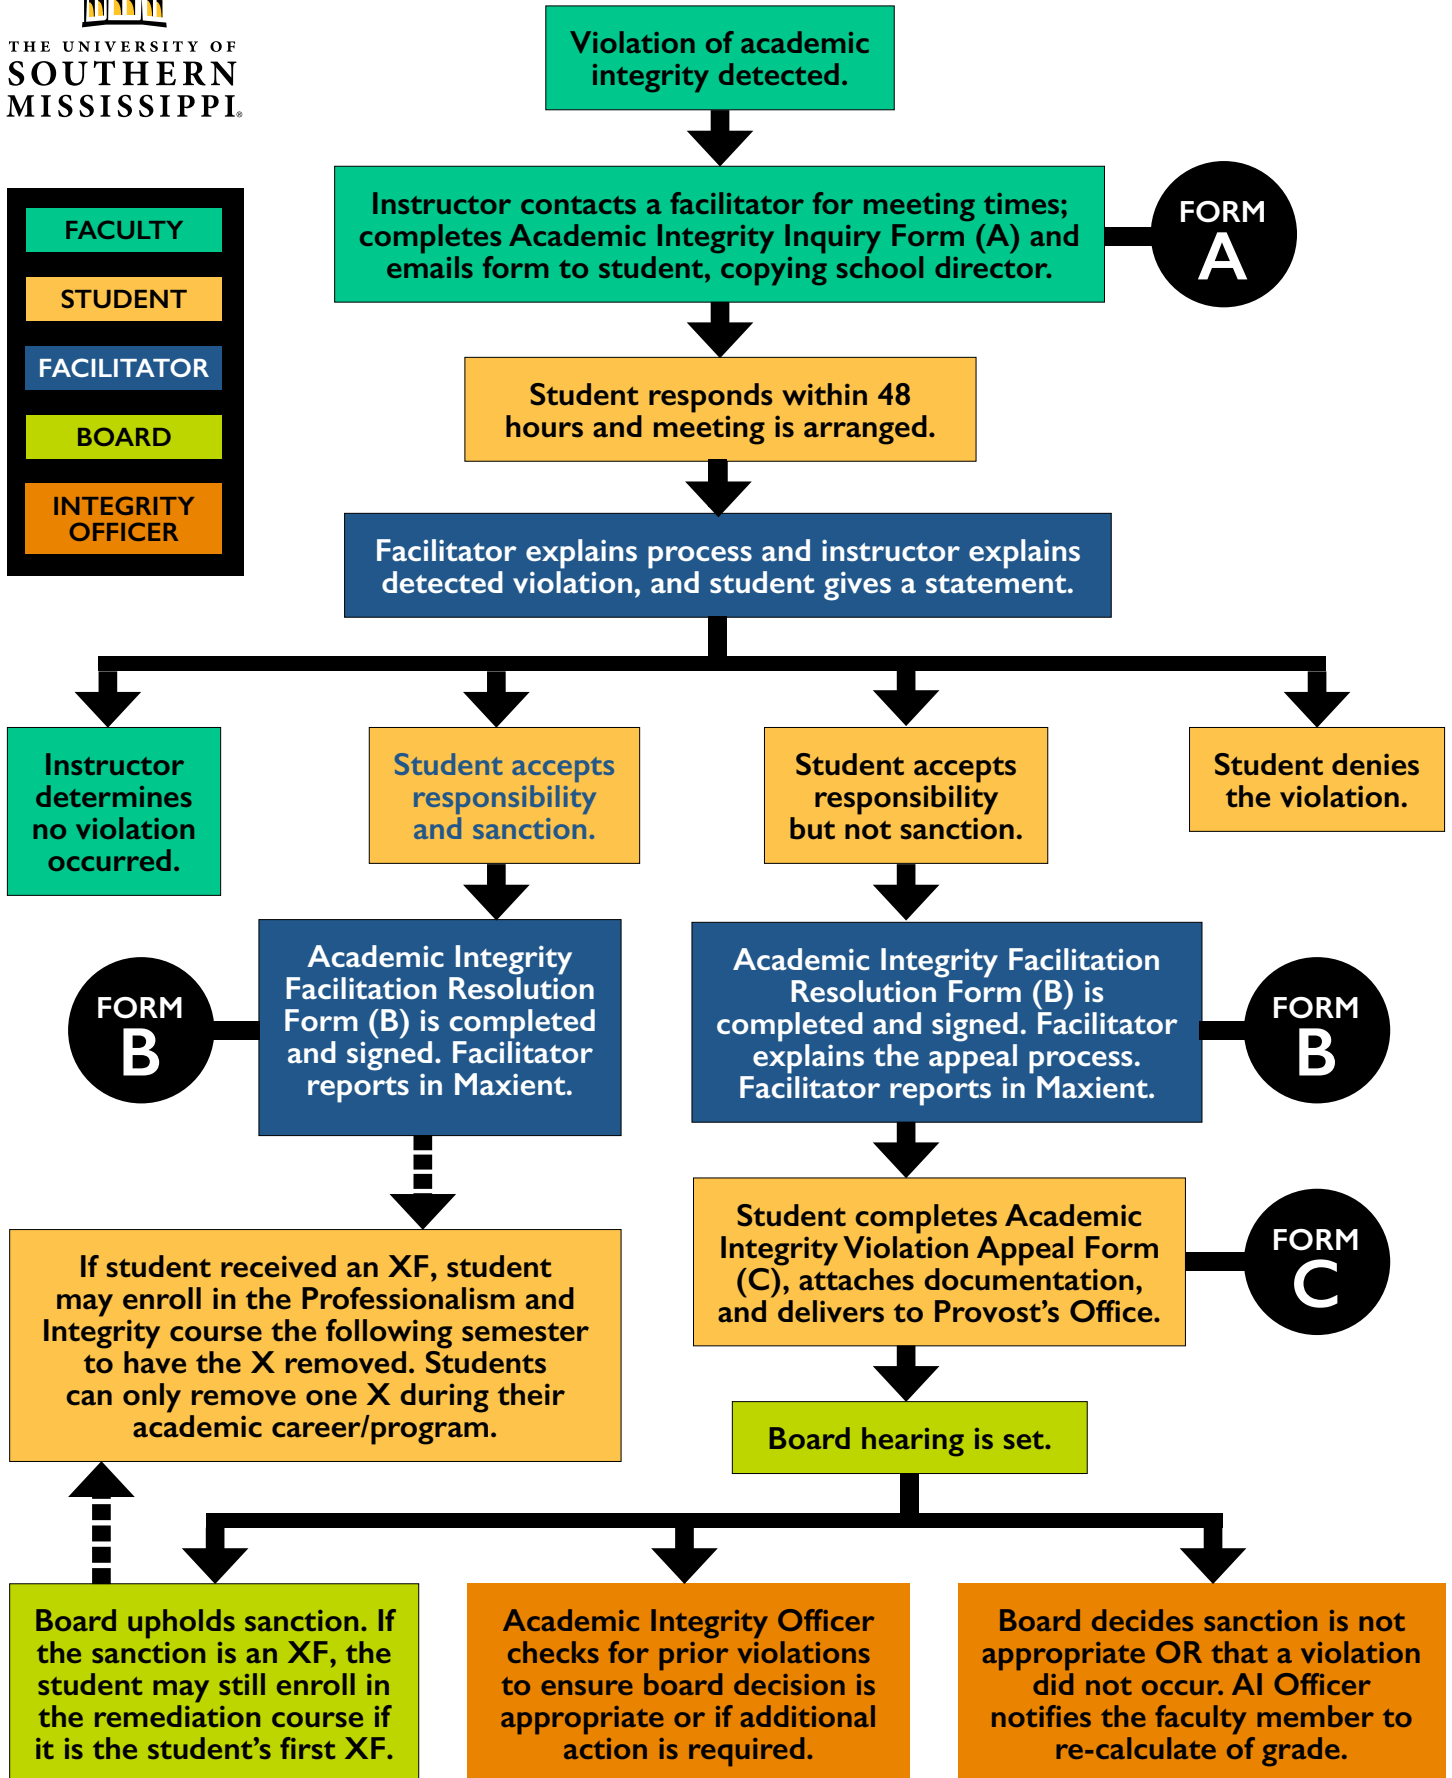 THE UNIVERSITY OF
SOUTHERN
MISSISSIPPI®
FACULTY
STUDENT
FACILITATOR
BOARD
INTEGRITY
OFFICER
Violation of academic
integrity detected.
Instructor contacts a facilitator for meeting times;
completes Academic Integrity Inquiry Form (A) and
emails form to student, copying school director.
FORM
A
Student responds within 48
hours and meeting is arranged.
Facilitator explains process and instructor explains
detected violation, and student gives a statement.
Instructor
determines
no violation
occurred.
Student accepts
responsibility
and sanction.
Student accepts
responsibility
but not sanction.
Student denies
the violation.
FORM
B
Academic Integrity
Facilitation Resolution
Form (B) is completed
and signed. Facilitator
reports in Maxient.
Academic Integrity Facilitation
Resolution Form (B) is
completed and signed. Facilitator
explains the appeal process.
Facilitator reports in Maxient.
FORM
B
If student received an XF, student
may enroll in the Professionalism and
Integrity course the following semester
to have the X removed. Students
can only remove one X during their
academic career/program.
Student completes Academic
Integrity Violation Appeal Form
(C), attaches documentation,
and delivers to Provost’s Office.
FORM
C
Board hearing is set.
Board upholds sanction. If
the sanction is an XF, the
student may still enroll in
the remediation course if
it is the student’s first XF.
Academic Integrity Officer
checks for prior violations
to ensure board decision is
appropriate or if additional
action is required.
Board decides sanction is not
appropriate OR that a violation
did not occur. AI Officer
notifies the faculty member to
re-calculate of grade.